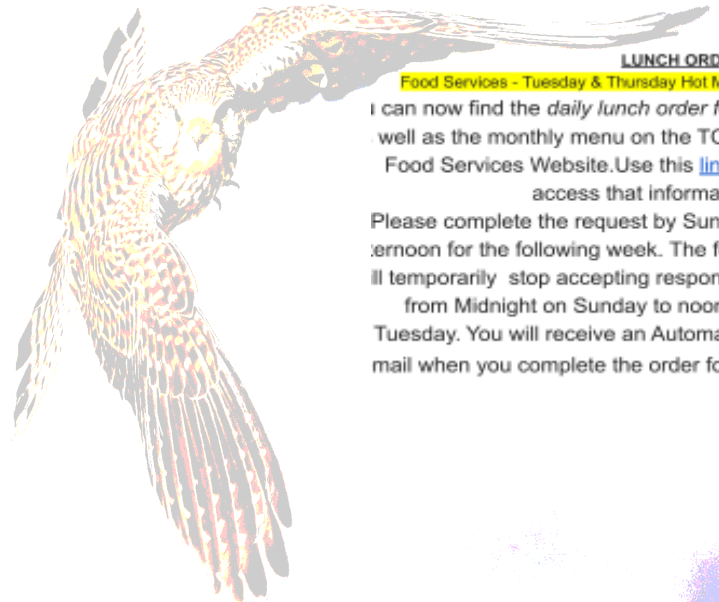 LUNCH ORD
Food Services - Tuesday & Thursday Hot M
can now find the daily lunch order f
well as the monthly menu on the TC
Food Services Website.Use this lin
access that informa
Please complete the request by Sun
ernoon for the following week. The f
ll temporarily stop accepting respon
from Midnight on Sunday to noor
Tuesday. You will receive an Automa
mail when you complete the order fo